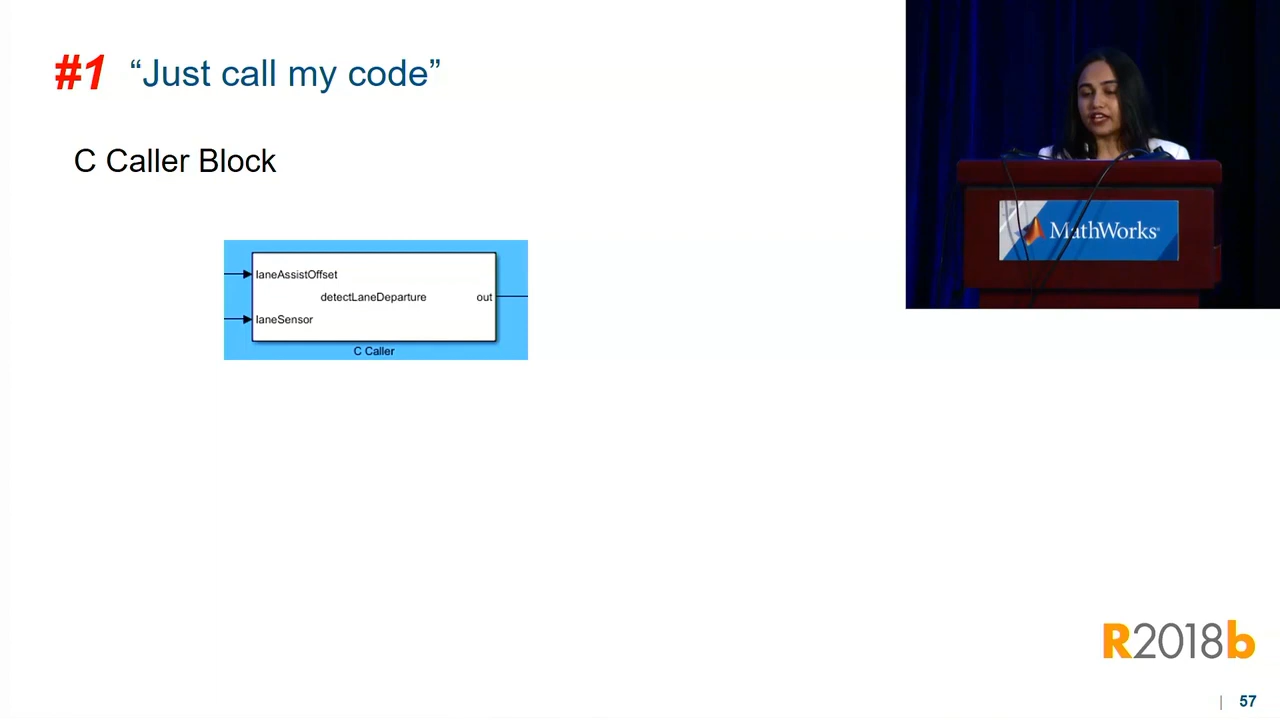 #1 “Just call my code”
C Caller Block
laneAssistOffset
detectLaneDeparture out
laneSensor
C Caller
MathWorks®
R2018b
| 57